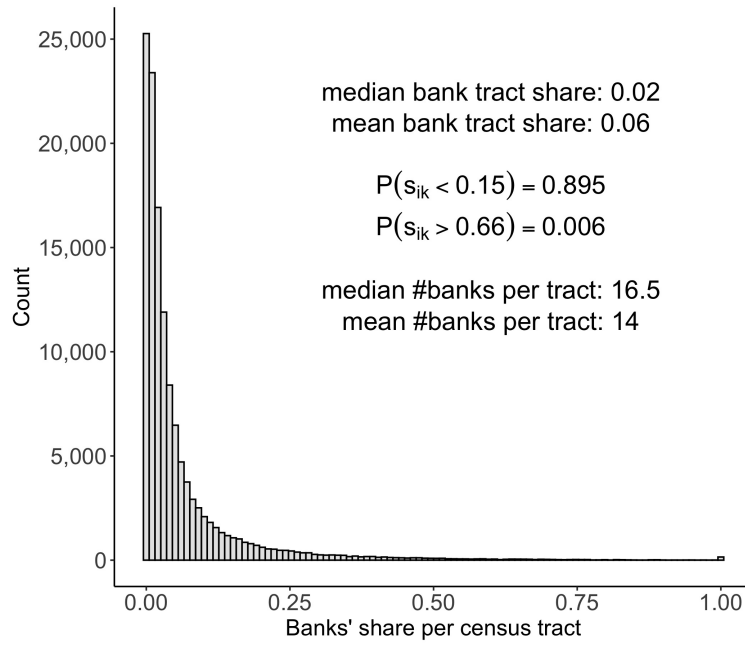 25,000
20,000
15,000
10,000
5,000
0
Count
median bank tract share: 0.02
mean bank tract share: 0.06
P(sᵢₖ < 0.15) = 0.895
P(sᵢₖ > 0.66) = 0.006
median #banks per tract: 16.5
mean #banks per tract: 14
0.00 0.25 0.50 0.75 1.00
Banks' share per census tract